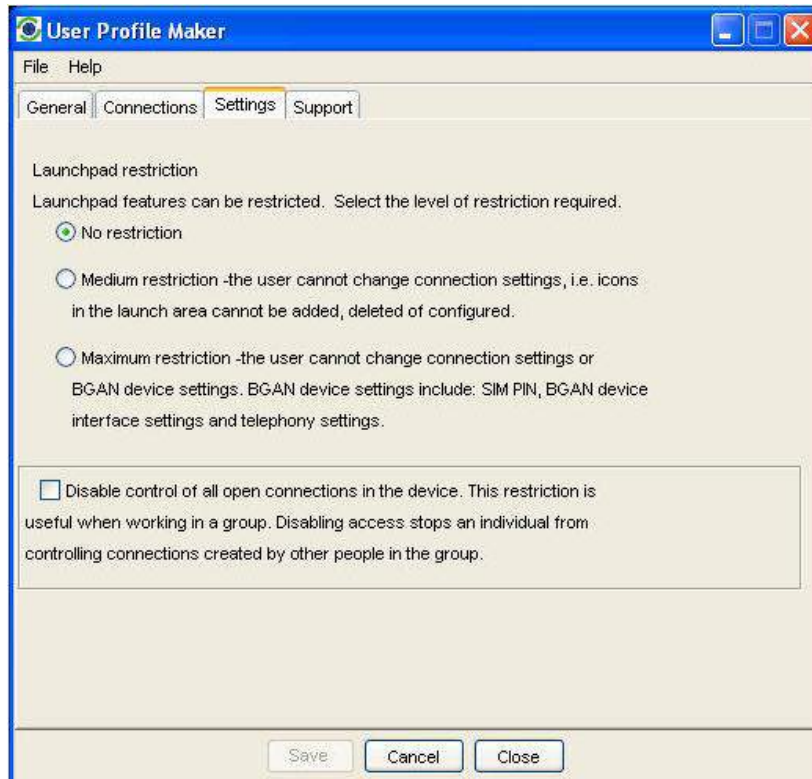 User Profile Maker
File Help
General Connections Settings Support
Launchpad restriction
Launchpad features can be restricted. Select the level of restriction required.
No restriction
Medium restriction -the user cannot change connection settings, i.e. icons
in the launch area cannot be added, deleted of configured.
Maximum restriction -the user cannot change connection settings or
BGAN device settings. BGAN device settings include: SIM PIN, BGAN device
interface settings and telephony settings.
Disable control of all open connections in the device. This restriction is
useful when working in a group. Disabling access stops an individual from
controlling connections created by other people in the group.
Save Cancel Close